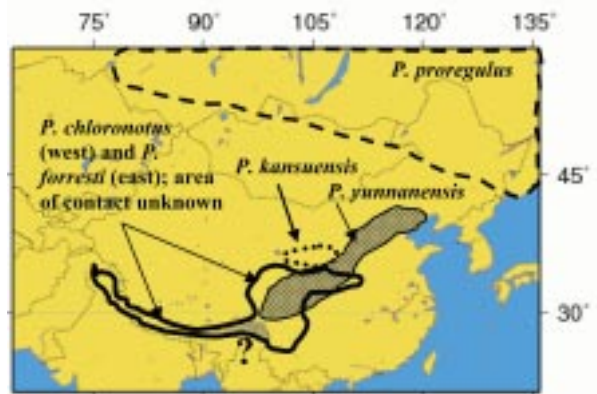 75° 90° 105° 120° 135°
P. proregulus
P. chloronotus
(west) and P.
forresti (east); area
of contact unknown
P. kansuensis
P. yunnanensis
45°
30°
?